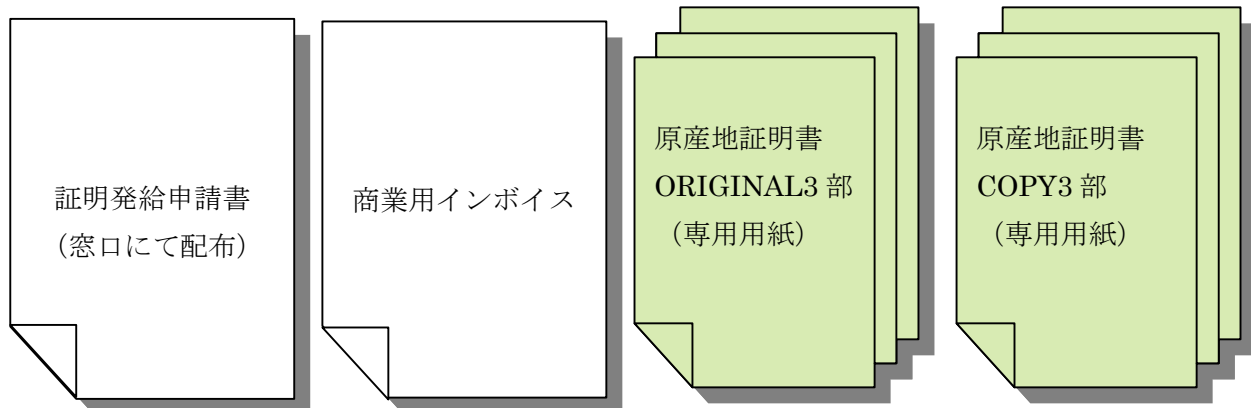 証明発給申請書
（窓口にて配布）
商業用インボイス
原産地証明書
ORIGINAL3 部
（専用用紙）
原産地証明書
COPY3 部
（専用用紙）